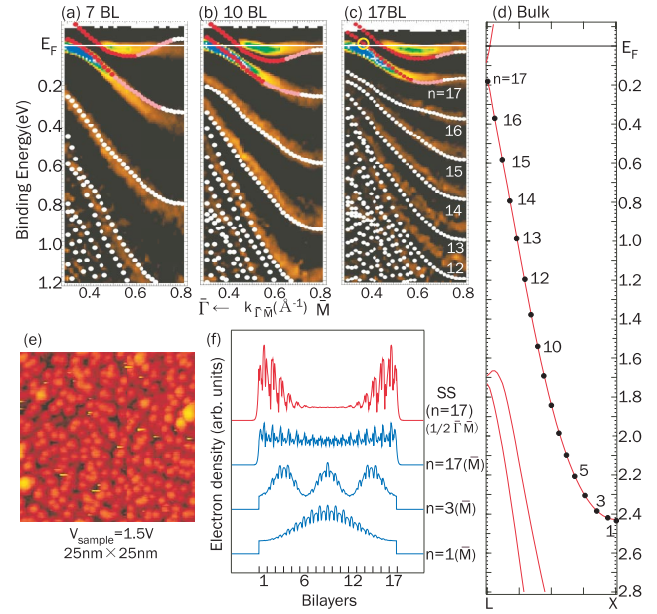 (a) 7 BL
(b) 10 BL
(c) 17BL
(d) Bulk
E_F
0.2
0.4
0.6
0.8
1.0
1.2
Binding Energy(eV)
0.4 0.6 0.8
0.4 0.6 0.8
0.4 0.6 0.8
n=17
16
15
14
13
12
Γ̄ ← k_Γ̄M̄(Å⁻¹) M̄
E_F
0.2
0.4
0.6
0.8
1.0
1.2
1.4
1.6
1.8
2.0
2.2
2.4
2.6
2.8
n=17
16
15
14
13
12
10
5
3
1
L X
(e)
V_sample=1.5V
25nm×25nm
(f)
Electron density (arb. units)
SS
(n=17)
(1/2 Γ̄ M̄)
n=17(M̄)
n=3(M̄)
n=1(M̄)
1 3 6 9 12 17
Bilayers